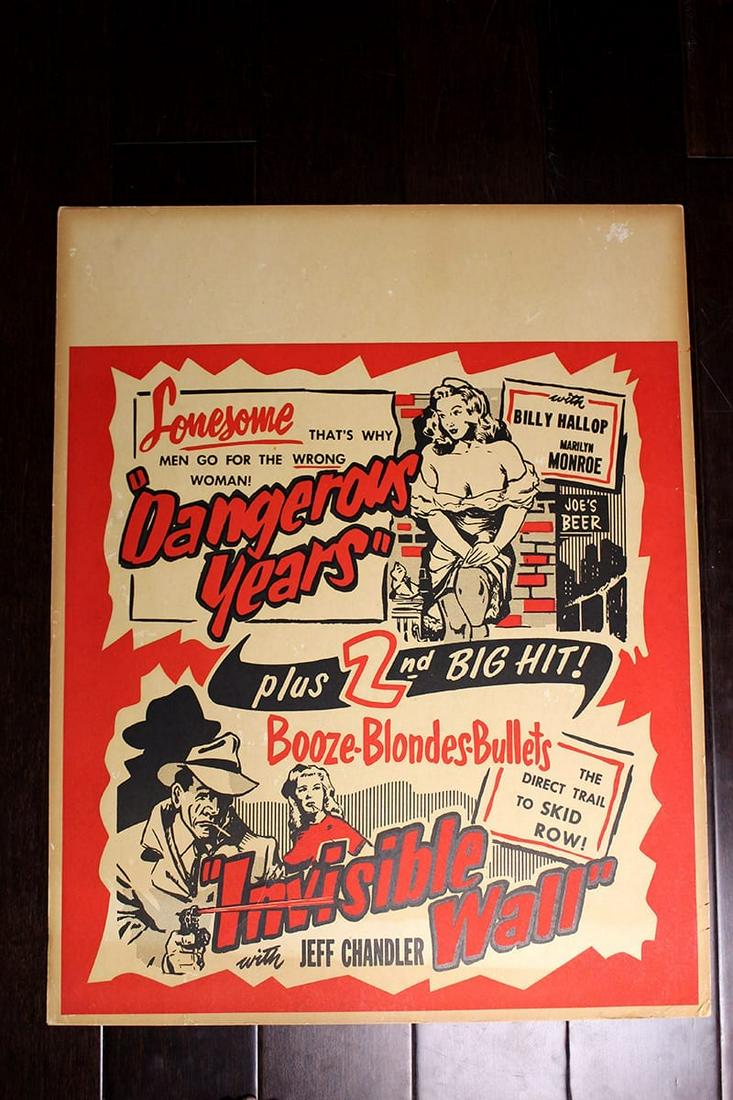 Lonesome
THAT'S WHY
MEN GO FOR THE WRONG
WOMAN!
"Dangerous
Years"
with
BILLY HALLOP
MARILYN
MONROE
JOE'S
BEER
plus 2nd BIG HIT!
Booze-Blondes-Bullets
THE
DIRECT TRAIL
TO SKID
ROW!
"Invisible
Wall"
with JEFF CHANDLER